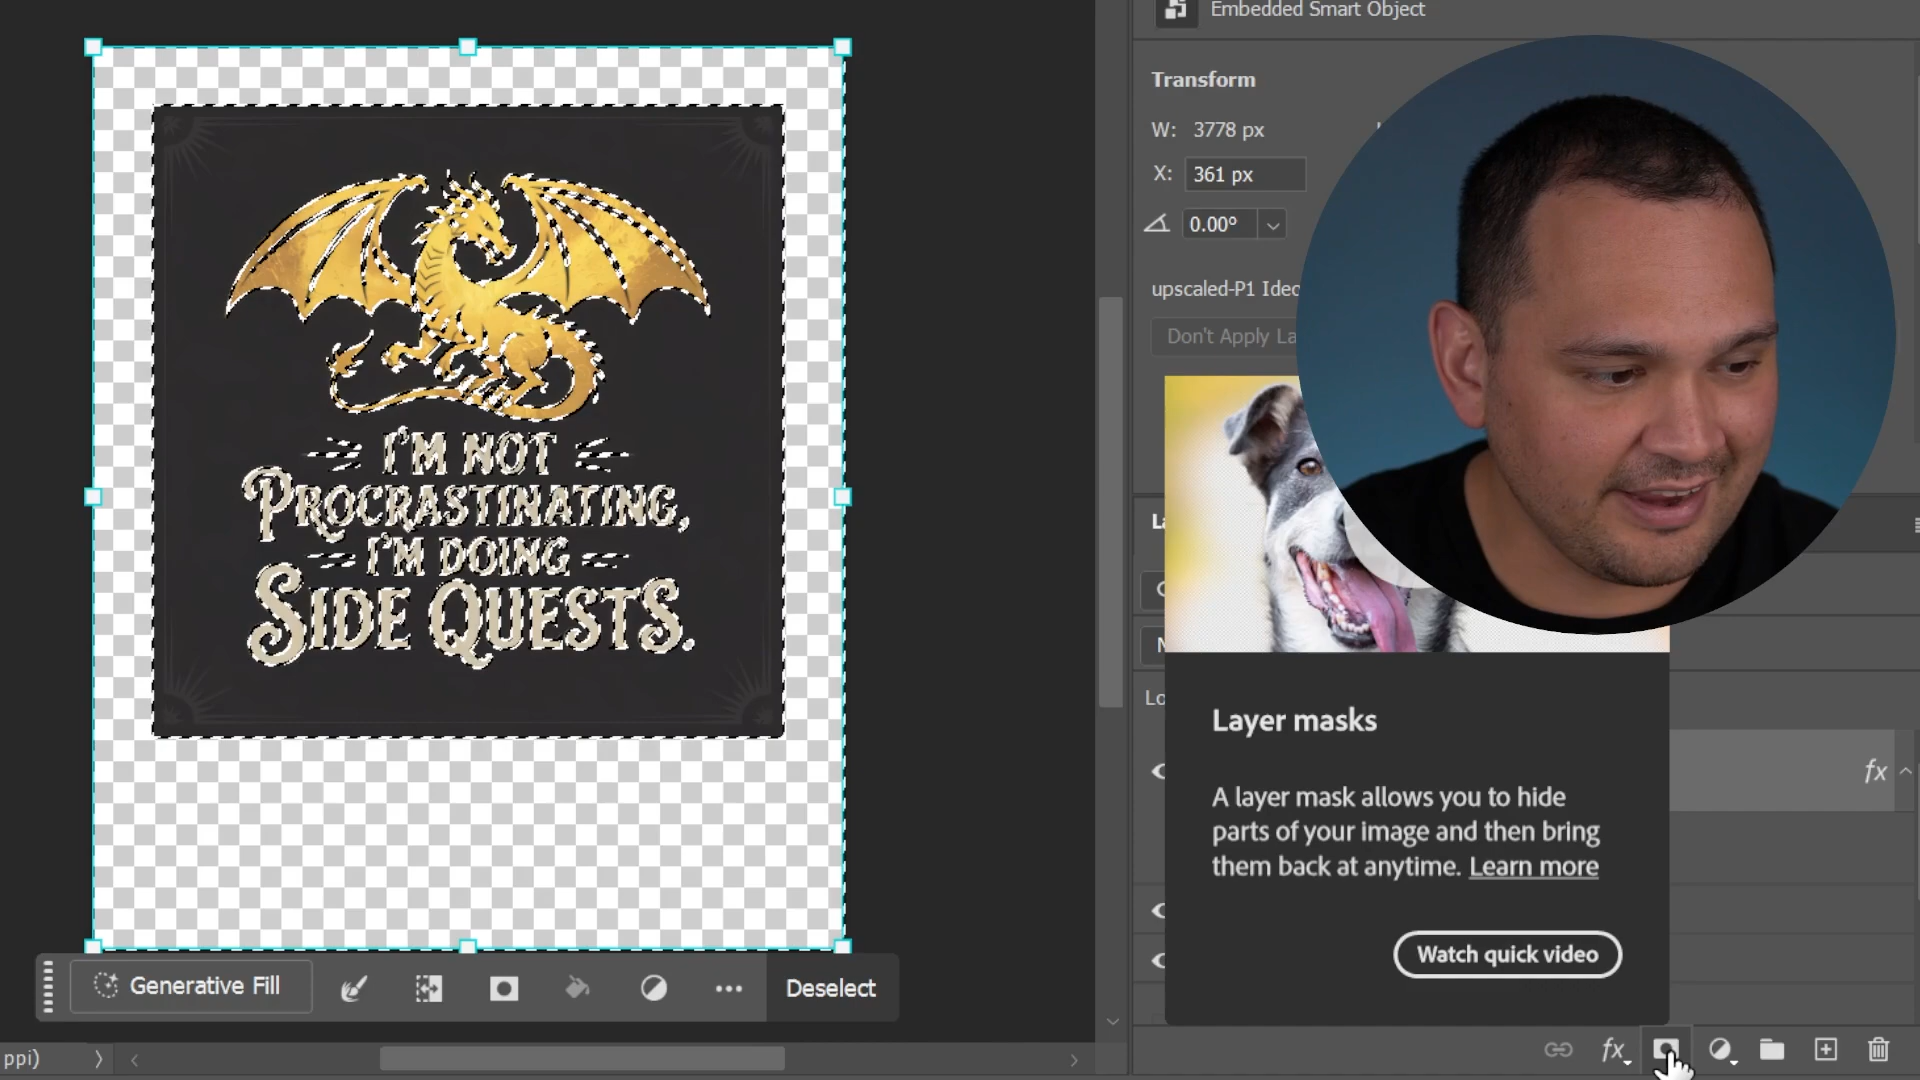 Embedded Smart Object
Transform
W: 3778 px
X: 361 px
0.00°
upscaled-P1
Don't Apply
I'M NOT
PROCRASTINATING,
I'M DOING
SIDE QUESTS.
Layer masks
A layer mask allows you to hide
parts of your image and then bring
them back at anytime. Learn more
Watch quick video
fx
Generative Fill
Deselect
ppi)
fx